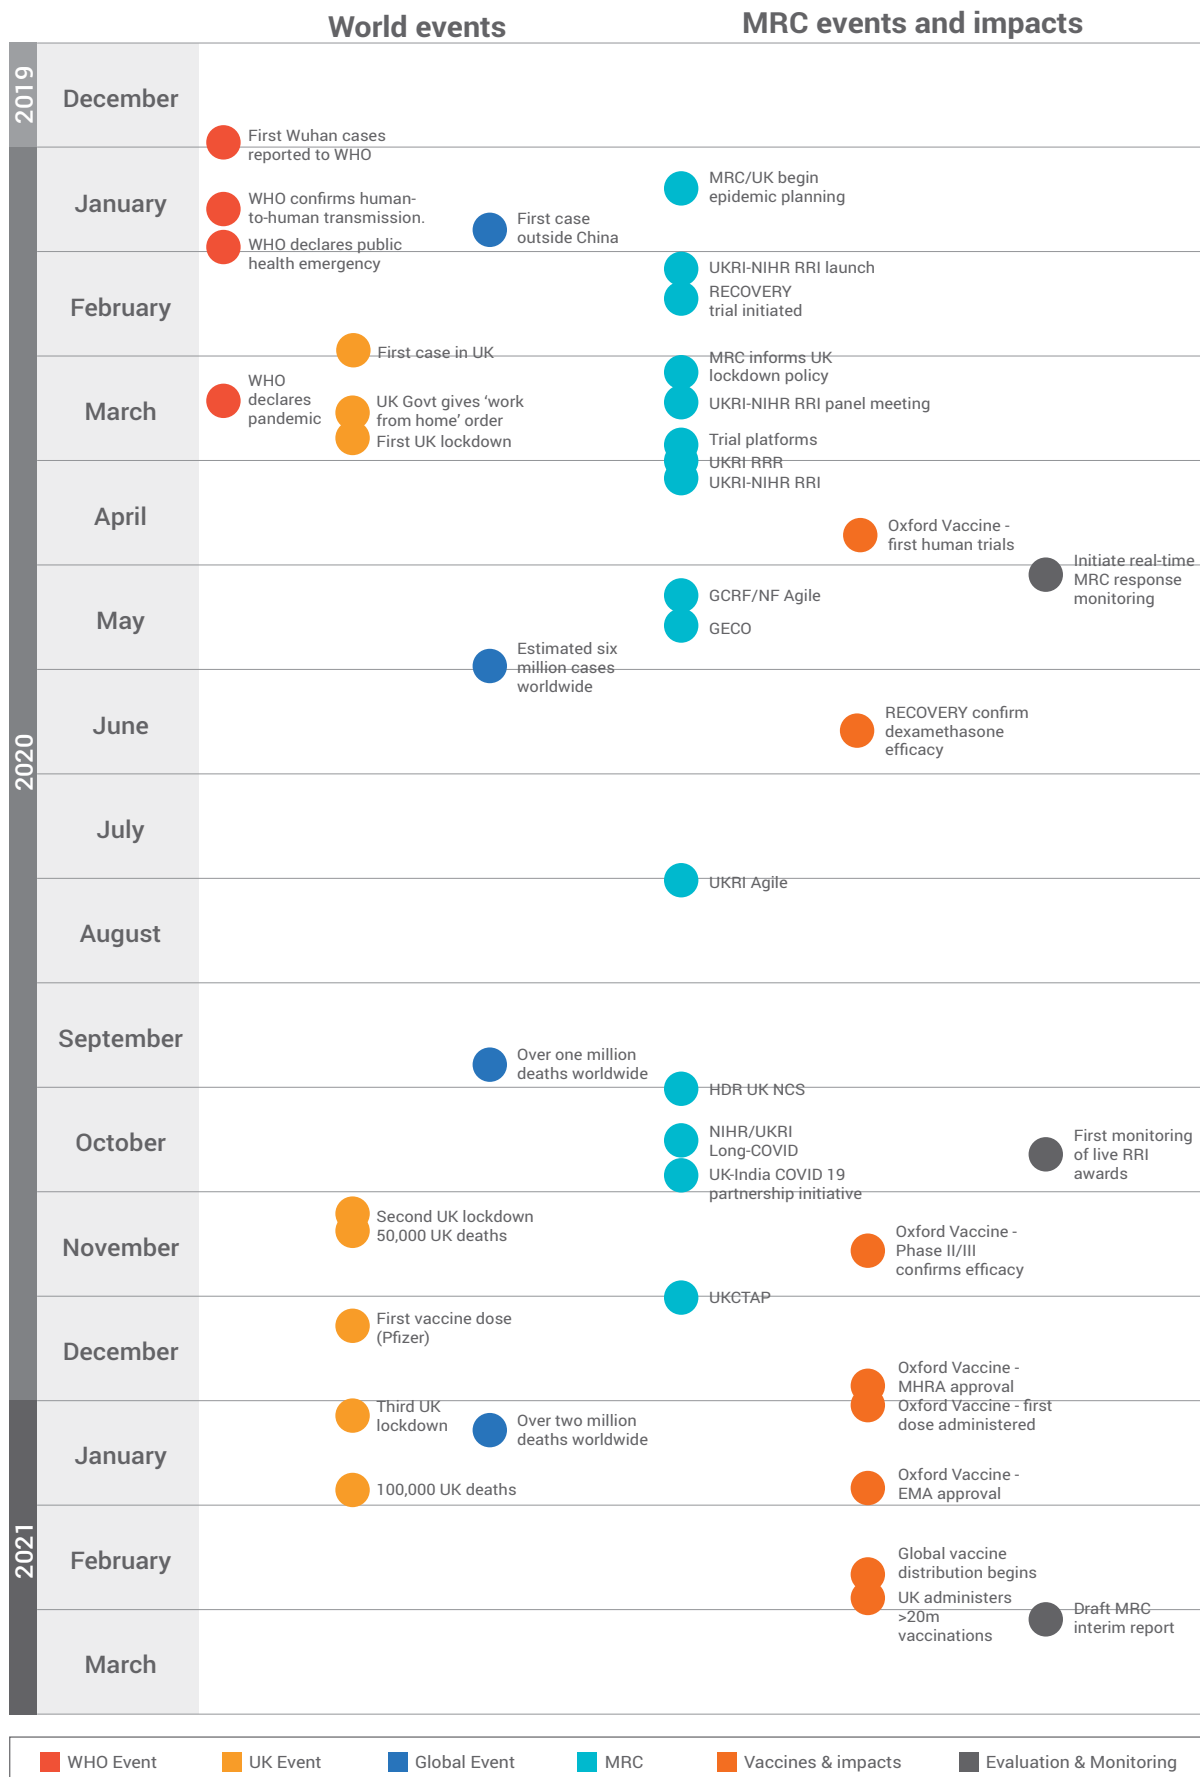 World events
MRC events and impacts
2019
December
First Wuhan cases
reported to WHO
2020
January
MRC/UK begin
epidemic planning
WHO confirms human-
to-human transmission.
First case
outside China
WHO declares public
health emergency
February
UKRI-NIHR RRI launch
RECOVERY
trial initiated
First case in UK
March
MRC informs UK
lockdown policy
WHO
declares
pandemic
UK Govt gives ‘work
from home’ order
First UK lockdown
UKRI-NIHR RRI panel meeting
Trial platforms
UKRI RRR
UKRI-NIHR RRI
April
Oxford Vaccine -
first human trials
Initiate real-time
MRC response
monitoring
May
GCRF/NF Agile
GECO
Estimated six
million cases
worldwide
June
RECOVERY confirm
dexamethasone
efficacy
July
UKRI Agile
August
September
Over one million
deaths worldwide
HDR UK NCS
October
NIHR/UKRI
Long-COVID
First monitoring
of live RRI
awards
UK-India COVID 19
partnership initiative
November
Second UK lockdown
50,000 UK deaths
Oxford Vaccine -
Phase II/III
confirms efficacy
UKCTAP
December
First vaccine dose
(Pfizer)
Oxford Vaccine -
MHRA approval
2021
January
Third UK
lockdown
Over two million
deaths worldwide
Oxford Vaccine - first
dose administered
100,000 UK deaths
Oxford Vaccine -
EMA approval
February
Global vaccine
distribution begins
UK administers
>20m
vaccinations
Draft MRC
interim report
March
WHO Event
UK Event
Global Event
MRC
Vaccines & impacts
Evaluation & Monitoring